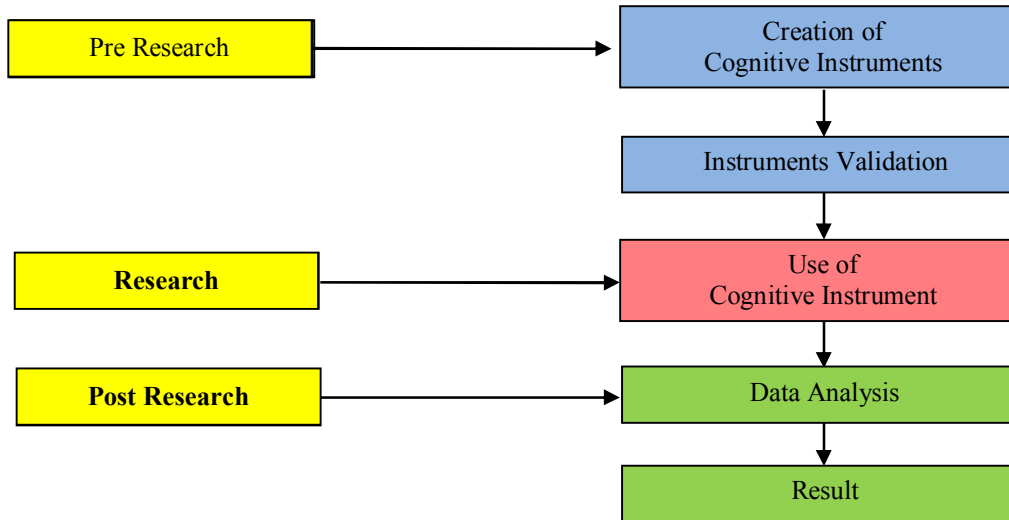 Pre Research
Creation of
Cognitive Instruments
Instruments Validation
Research
Use of
Cognitive Instrument
Post Research
Data Analysis
Result